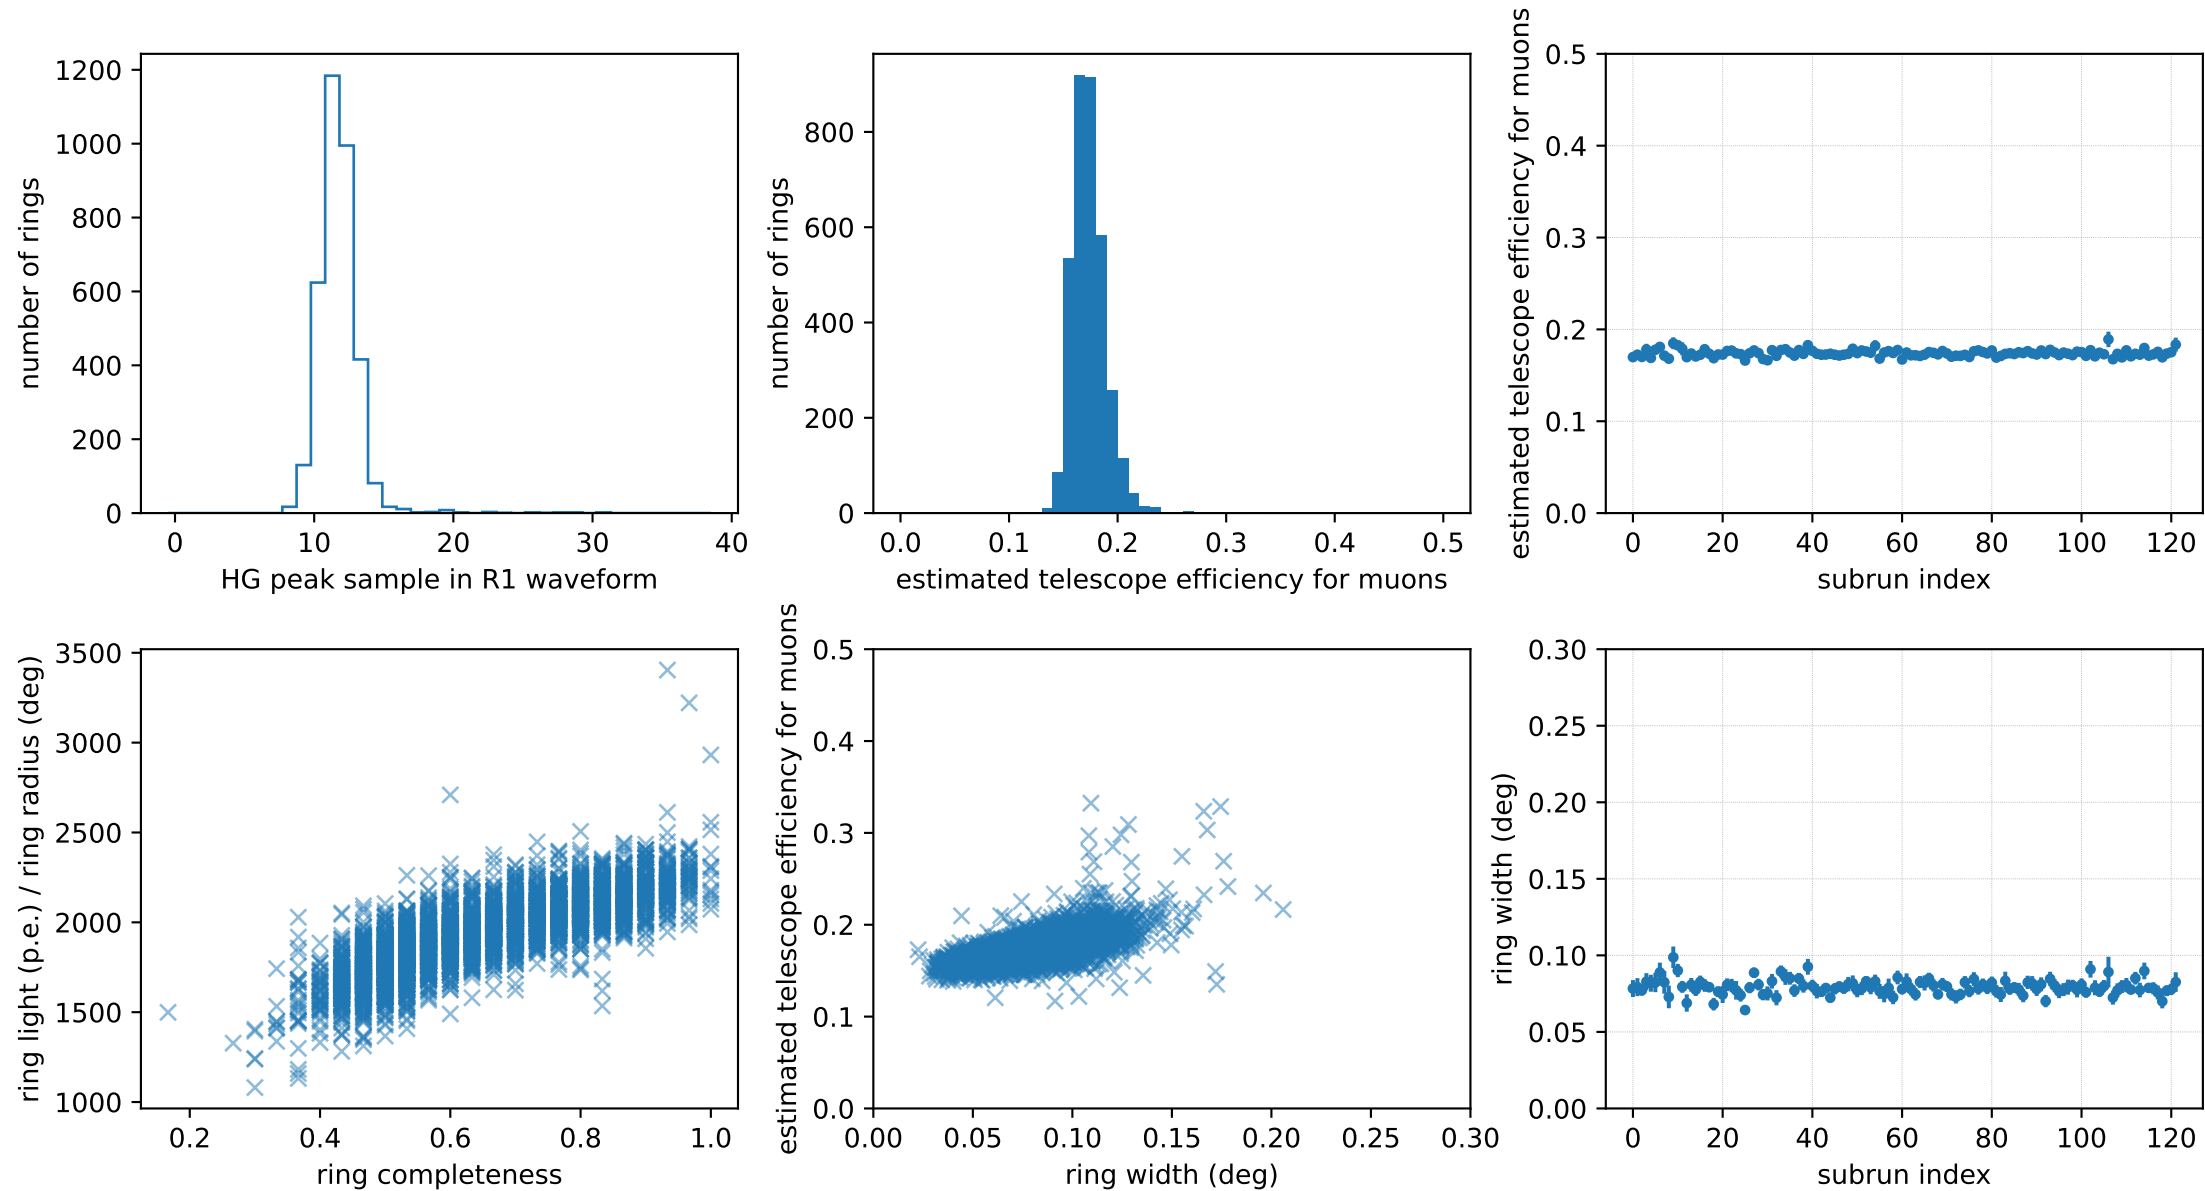 number of rings
1200
1000
800
600
400
200
0
0 10 20 30 40
HG peak sample in R1 waveform
number of rings
800
600
400
200
0
0.0 0.1 0.2 0.3 0.4 0.5
estimated telescope efficiency for muons
estimated telescope efficiency for muons
0.5
0.4
0.3
0.2
0.1
0.0
0 20 40 60 80 100 120
subrun index
ring light (p.e.) / ring radius (deg)
3500
3000
2500
2000
1500
1000
0.2 0.4 0.6 0.8 1.0
ring completeness
estimated telescope efficiency for muons
0.5
0.4
0.3
0.2
0.1
0.0
0.00 0.05 0.10 0.15 0.20 0.25 0.30
ring width (deg)
ring width (deg)
0.30
0.25
0.20
0.15
0.10
0.05
0.00
0 20 40 60 80 100 120
subrun index